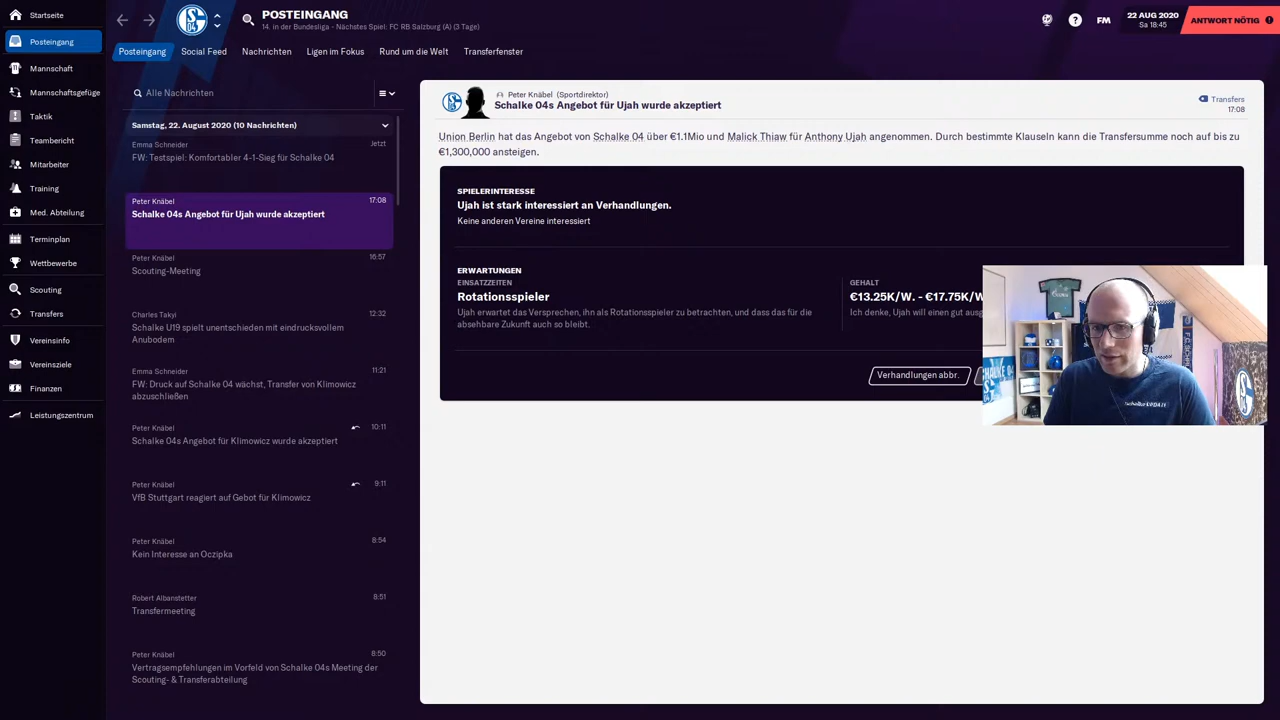 Startseite
Posteingang
Mannschaft
Mannschaftsgefüge
Taktik
Teambericht
Mitarbeiter
Training
Med. Abteilung
Terminplan
Wettbewerbe
Scouting
Transfers
Vereinsinfo
Vereinsziele
Finanzen
Leistungszentrum
POSTEINGANG
14. in der Bundesliga - Nächstes Spiel: FC RB Salzburg (A) (3 Tage)
FM
22 AUG 2020
Sa 18:45
ANTWORT NÖTIG
Posteingang Social Feed Nachrichten Ligen im Fokus Rund um die Welt Transferfenster
Alle Nachrichten
Samstag, 22. August 2020 (10 Nachrichten)
Emma Schneider Jetzt
FW: Testspiel: Komfortabler 4-1-Sieg für Schalke 04
Peter Knäbel 17:08
Schalke 04s Angebot für Ujah wurde akzeptiert
Peter Knäbel 16:57
Scouting-Meeting
Charles Takyi 12:32
Schalke U19 spielt unentschieden mit eindrucksvollem
Anubodem
Emma Schneider 11:21
FW: Druck auf Schalke 04 wächst, Transfer von Klimowicz
abzuschließen
Peter Knäbel 10:11
Schalke 04s Angebot für Klimowicz wurde akzeptiert
Peter Knäbel 9:11
VfB Stuttgart reagiert auf Gebot für Klimowicz
Peter Knäbel 8:54
Kein Interesse an Oczipka
Robert Albanstetter 8:51
Transfermeeting
Peter Knäbel 8:50
Vertragsempfehlungen im Vorfeld von Schalke 04s Meeting der
Scouting- & Transferabteilung
Peter Knäbel (Sportdirektor)
Schalke 04s Angebot für Ujah wurde akzeptiert
Transfers
17:08
Union Berlin hat das Angebot von Schalke 04 über €1.1Mio und Malick Thiaw für Anthony Ujah angenommen. Durch bestimmte Klauseln kann die Transfersumme noch auf bis zu
€1,300,000 ansteigen.
SPIELERINTERESSE
Ujah ist stark interessiert an Verhandlungen.
Keine anderen Vereine interessiert
ERWARTUNGEN
EINSATZZEITEN
Rotationsspieler
Ujah erwartet das Versprechen, ihn als Rotationsspieler zu betrachten, und dass das für die
absehbare Zukunft auch so bleibt.
GEHALT
€13.25K/W. - €17.75K/W
Ich denke, Ujah will einen gut
Verhandlungen abbr.